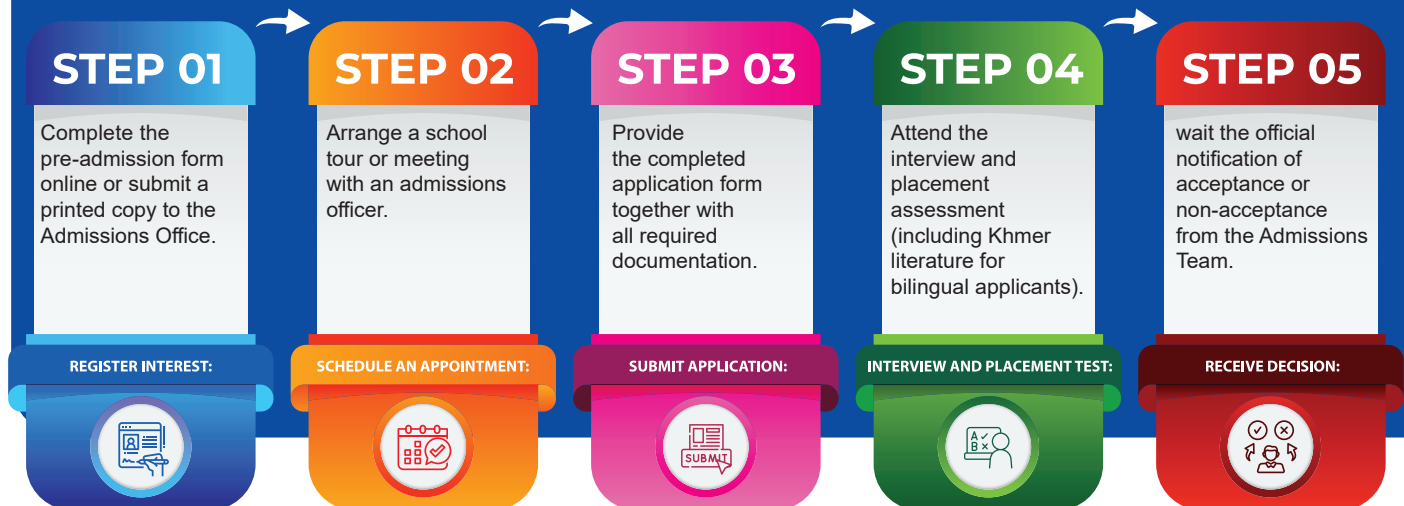 STEP 01
Complete the
pre-admission form
online or submit a
printed copy to the
Admissions Office.
REGISTER INTEREST:
STEP 02
Arrange a school
tour or meeting
with an admissions
officer.
SCHEDULE AN APPOINTMENT:
STEP 03
Provide
the completed
application form
together with
all required
documentation.
SUBMIT APPLICATION:
SUBMIT
STEP 04
Attend the
interview and
placement
assessment
(including Khmer
literature for
bilingual applicants).
INTERVIEW AND PLACEMENT TEST:
A
B
STEP 05
wait the official
notification of
acceptance or
non-acceptance
from the Admissions
Team.
RECEIVE DECISION: